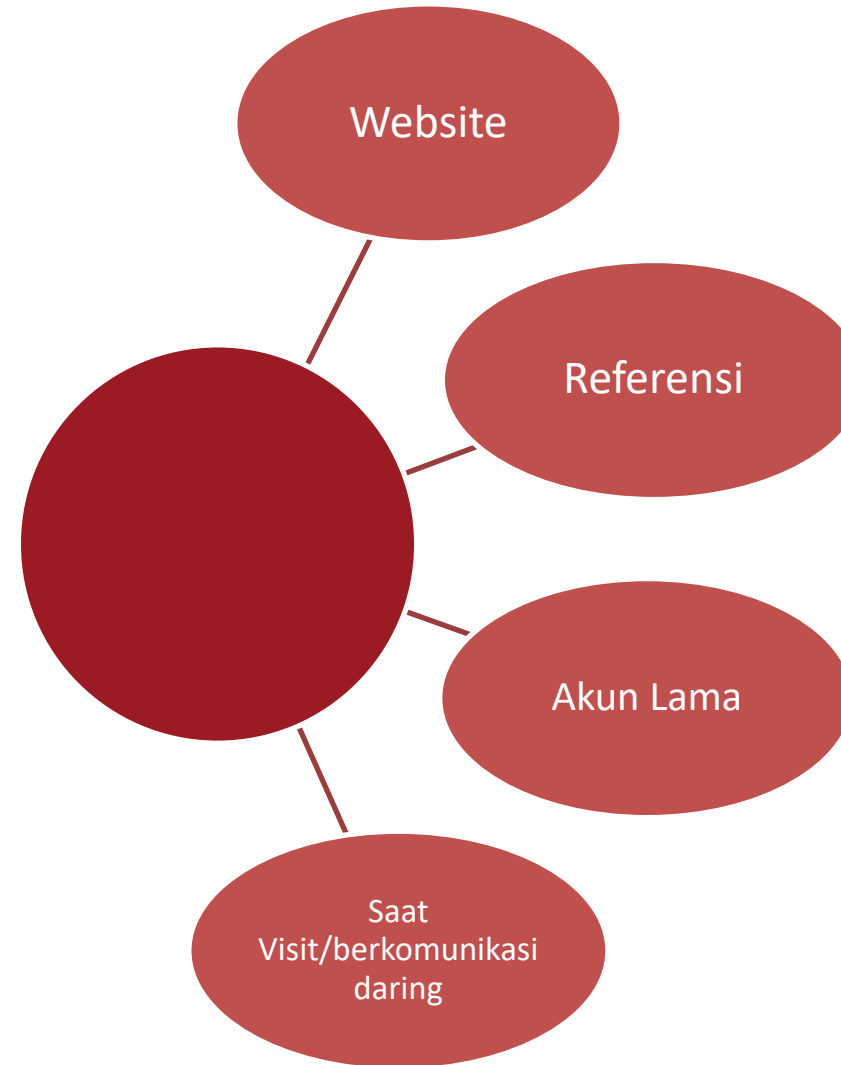 Website
Referensi
Akun Lama
Saat
Visit/berkomunikasi
daring